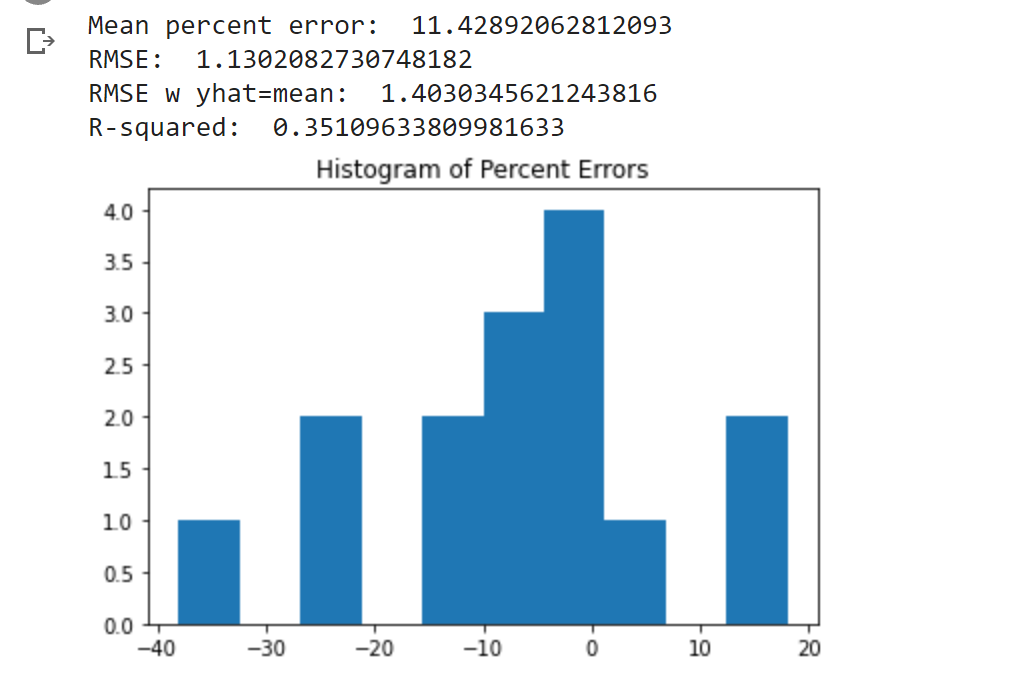 Mean percent error:  11.42892062812093
RMSE:  1.1302082730748182
RMSE w yhat=mean:  1.4030345621243816
R-squared:  0.35109633809981633
Histogram of Percent Errors
4.0
3.5
3.0
2.5
2.0
1.5
1.0
0.5
0.0
−40 −30 −20 −10 0 10 20